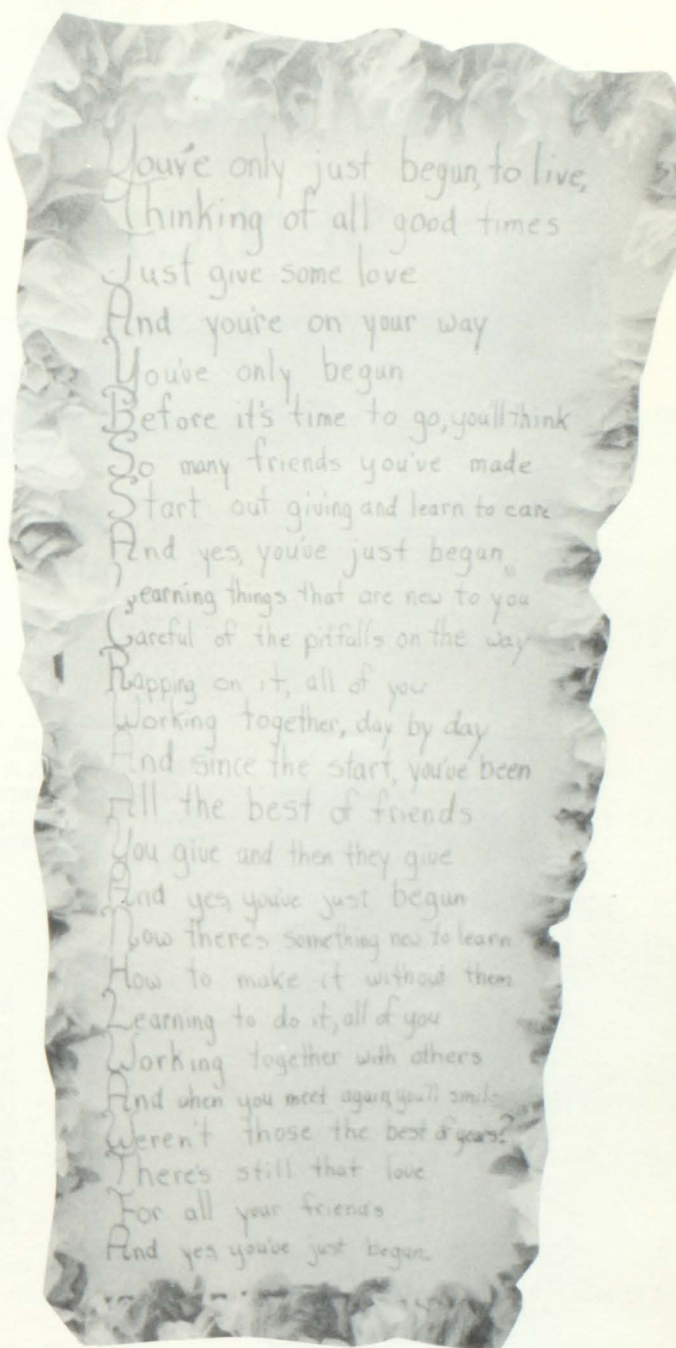 You've only just begun, to live,
Thinking of all good times
Just give some love
And you're on your way
You've only begun
Before it's time to go, you'll think
So many friends you've made
Start out giving and learn to care
And yes, you've just begun.
Learning things that are new to you
Careful of the pitfalls on the way
Rapping on it, all of you
Working together, day by day
And since the start, you've been
All the best of friends
You give and then they give
And yes, you've just begun
Now there's something new to learn
How to make it without them
Learning to do it, all of you
Working together with others
And when you meet again, you'll smile
Weren't those the best of years?
There's still that love
For all your friends
And yes, you've just begun.